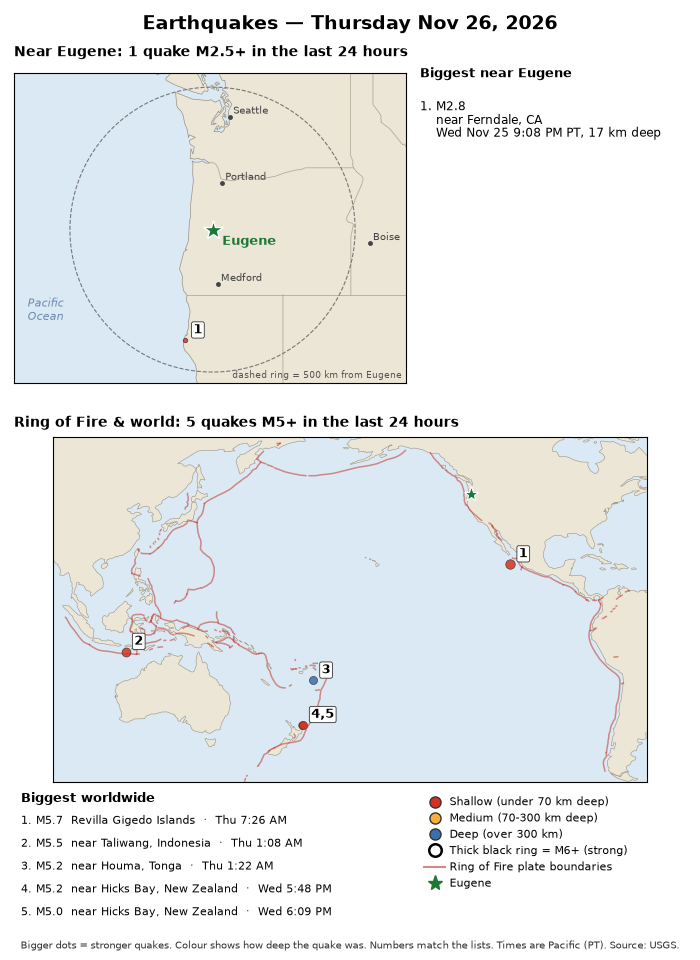 Earthquakes — Thursday Nov 26, 2026
Near Eugene: 1 quake M2.5+ in the last 24 hours
Biggest near Eugene
1. M2.8
near Ferndale, CA
Wed Nov 25 9:08 PM PT, 17 km deep
Seattle
Portland
Eugene
Boise
Medford
Pacific
Ocean
1
dashed ring = 500 km from Eugene
Ring of Fire & world: 5 quakes M5+ in the last 24 hours
1
2
3
4,5
Biggest worldwide
1. M5.7 Revilla Gigedo Islands · Thu 7:26 AM
2. M5.5 near Taliwang, Indonesia · Thu 1:08 AM
3. M5.2 near Houma, Tonga · Thu 1:22 AM
4. M5.2 near Hicks Bay, New Zealand · Wed 5:48 PM
5. M5.0 near Hicks Bay, New Zealand · Wed 6:09 PM
Shallow (under 70 km deep)
Medium (70-300 km deep)
Deep (over 300 km)
Thick black ring = M6+ (strong)
Ring of Fire plate boundaries
Eugene
Bigger dots = stronger quakes. Colour shows how deep the quake was. Numbers match the lists. Times are Pacific (PT). Source: USGS.